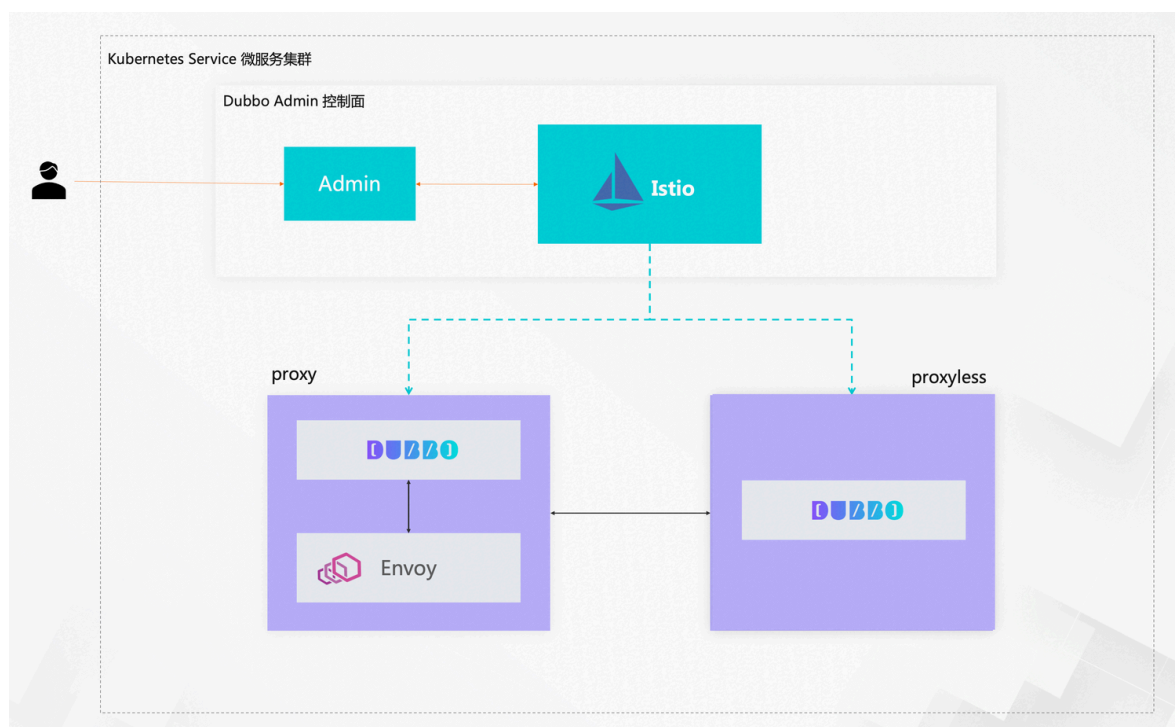 Kubernetes Service 微服务集群
Dubbo Admin 控制面
Admin
Istio
proxy
proxyless
DUBBO
DUBBO
Envoy